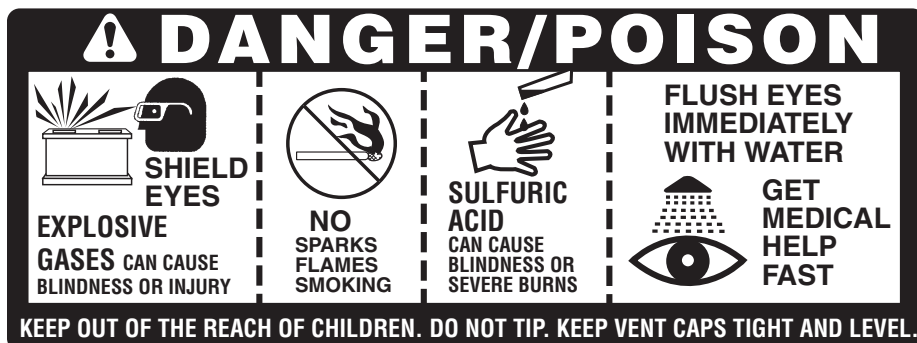 DANGER/POISON
SHIELD
EYES
EXPLOSIVE
GASES CAN CAUSE
BLINDNESS OR INJURY
NO
SPARKS
FLAMES
SMOKING
SULFURIC
ACID
CAN CAUSE
BLINDNESS OR
SEVERE BURNS
FLUSH EYES
IMMEDIATELY
WITH WATER
GET
MEDICAL
HELP
FAST
KEEP OUT OF THE REACH OF CHILDREN. DO NOT TIP. KEEP VENT CAPS TIGHT AND LEVEL.